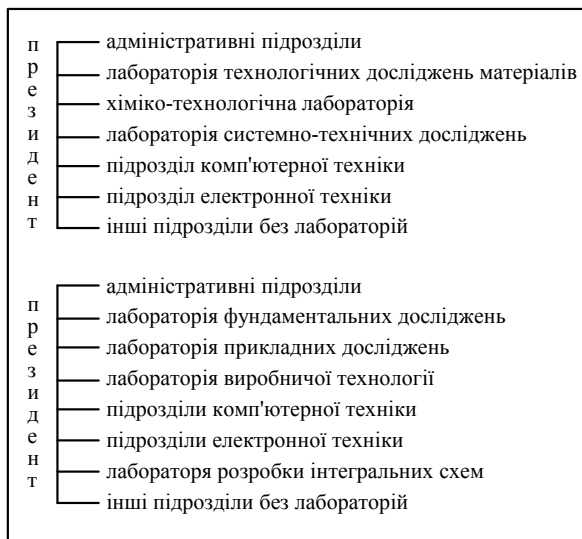 президент
адміністративні підрозділи
лабораторія технологічних досліджень матеріалів
хіміко-технологічна лабораторія
лабораторія системно-технічних досліджень
підрозділ комп'ютерної техніки
підрозділ електронної техніки
інші підрозділи без лабораторій
президент
адміністративні підрозділи
лабораторія фундаментальних досліджень
лабораторія прикладних досліджень
лабораторія виробничої технології
підрозділи комп'ютерної техніки
підрозділи електронної техніки
лабораторя розробки інтегральних схем
інші підрозділи без лабораторій